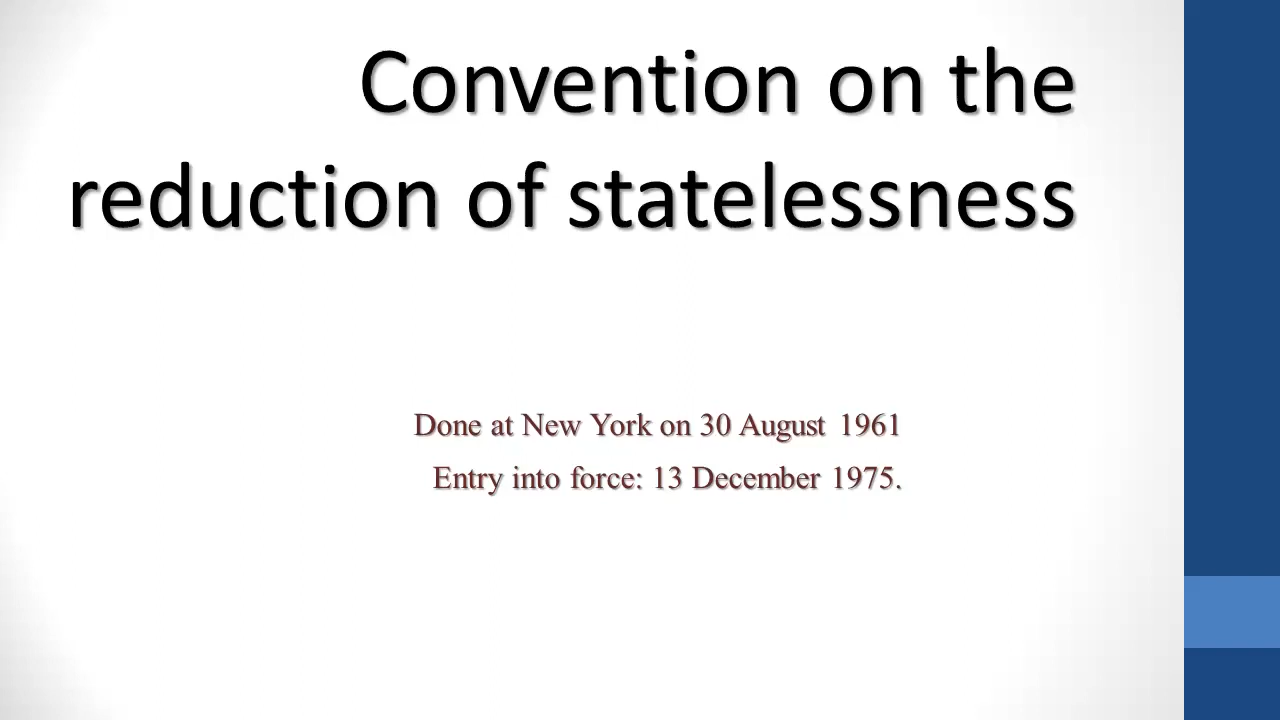 Convention on the
reduction of statelessness
Done at New York on 30 August 1961
Entry into force: 13 December 1975.